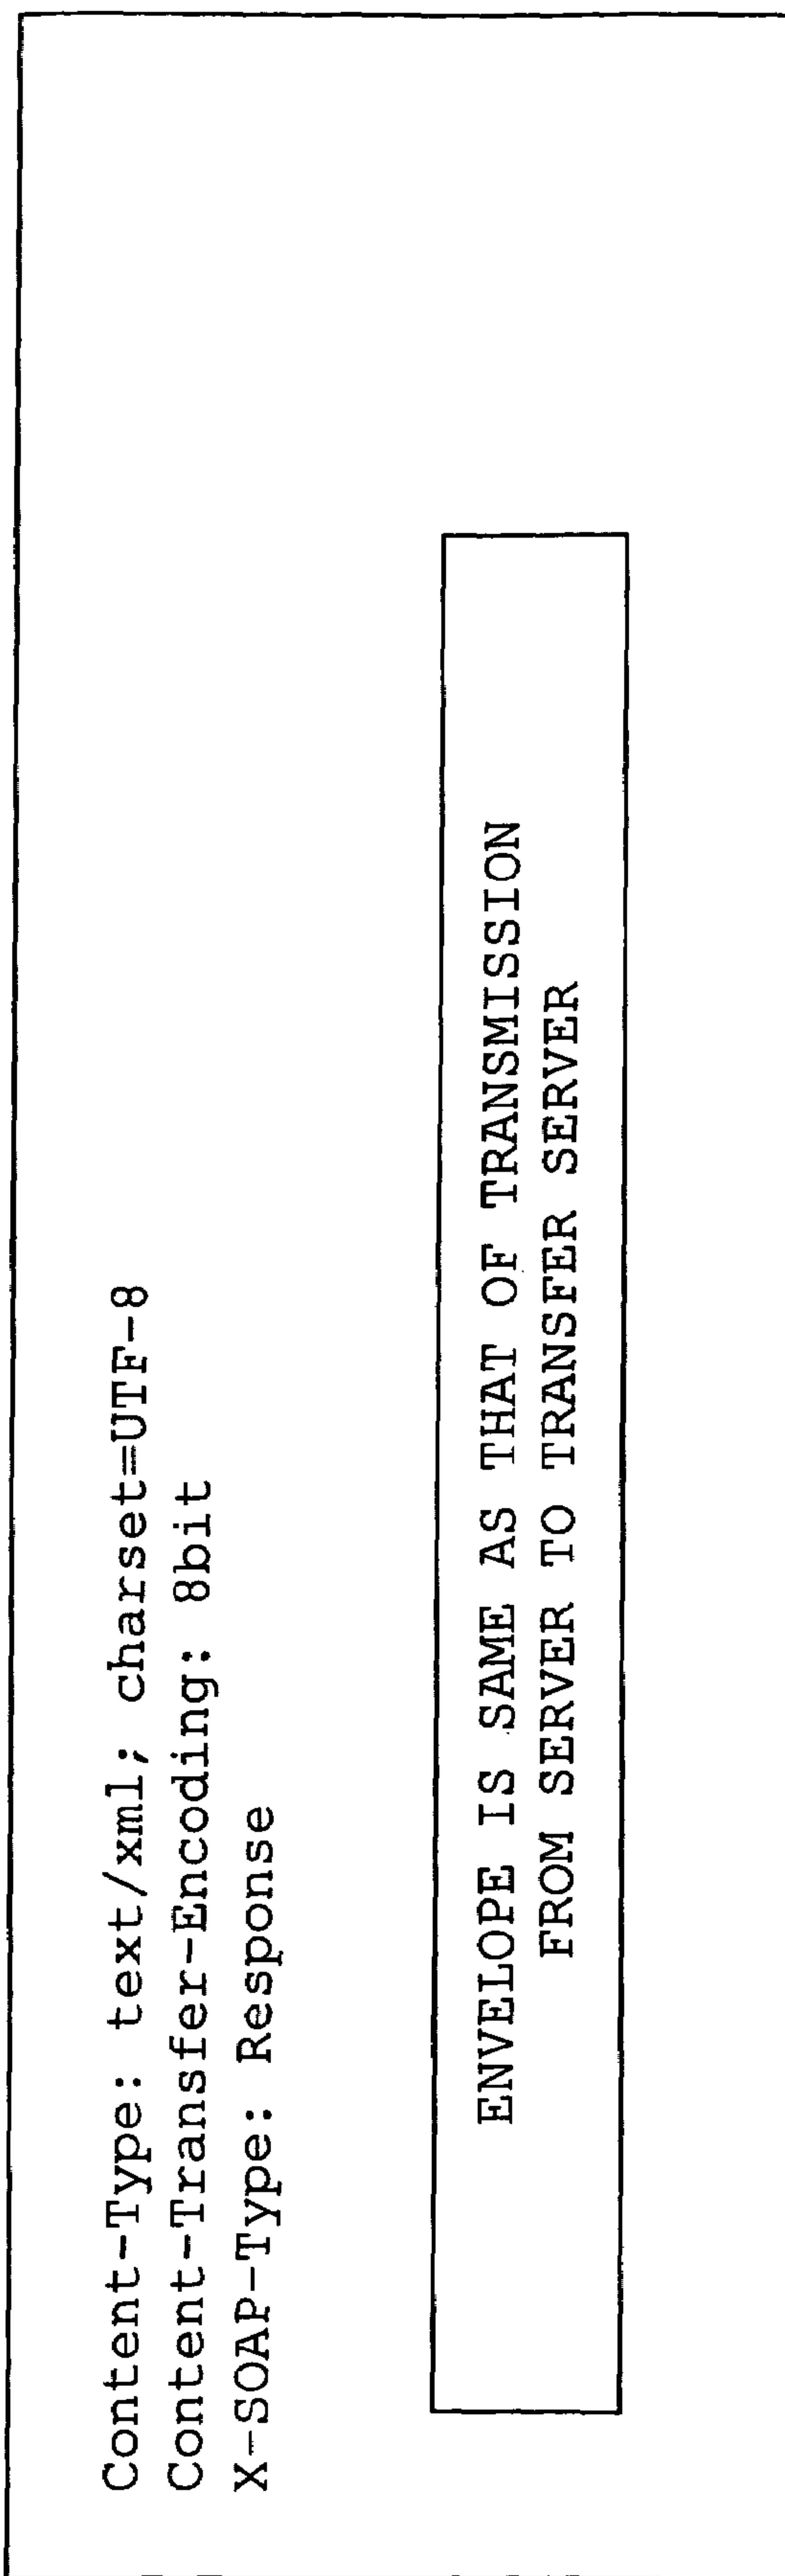 Content-Type: text/xml; charset=UTF-8
Content-Transfer-Encoding: 8bit
X-SOAP-Type: Response
ENVELOPE IS SAME AS THAT OF TRANSMISSION
FROM SERVER TO TRANSFER SERVER